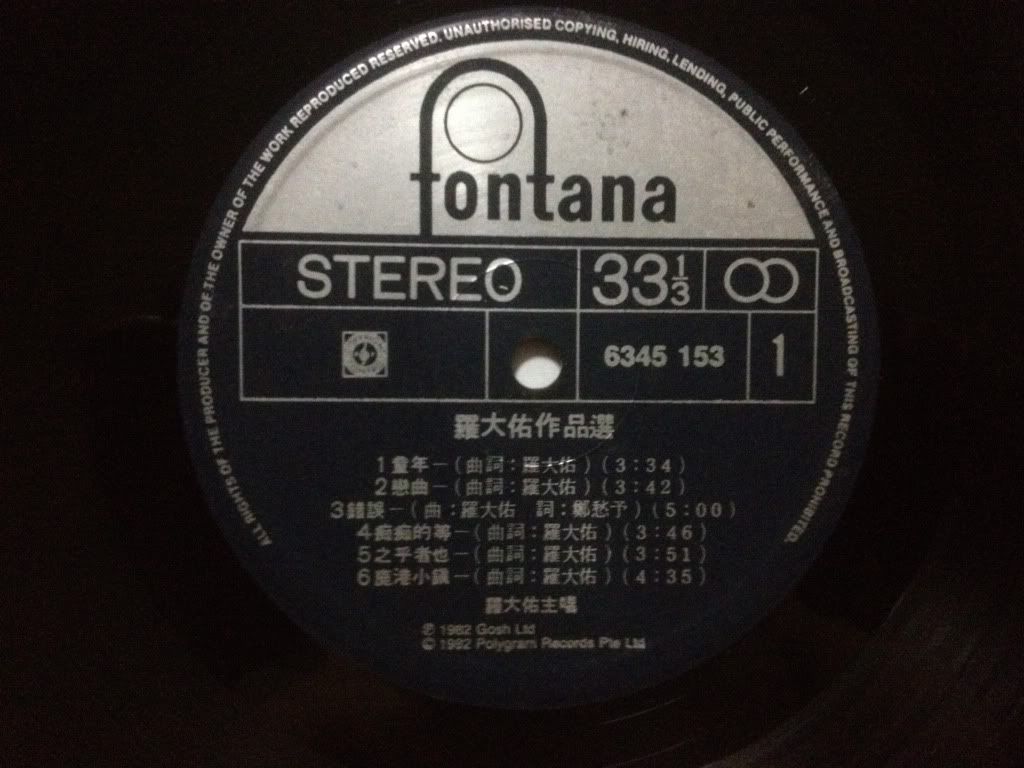 ALL RIGHTS OF THE PRODUCER AND OF THE OWNER OF THE WORK REPRODUCED RESERVED. UNAUTHORISED COPYING, HIRING, LENDING, PUBLIC PERFORMANCE AND BROADCASTING OF THIS RECORD PROHIBITED.
fontana
STEREO 33⅓
6345 153 1
羅大佑作品選
1童年—(曲詞：羅大佑)(3:34)
2戀曲—(曲詞：羅大佑)(3:42)
3錯誤—(曲：羅大佑 詞：鄭愁予)(5:00)
4痴痴的等—(曲詞：羅大佑)(3:46)
5之乎者也—(曲詞：羅大佑)(3:51)
6鹿港小鎮—(曲詞：羅大佑)(4:35)
羅大佑主唱
℗ 1982 Gosh Ltd
© 1982 Polygram Records Pte Ltd